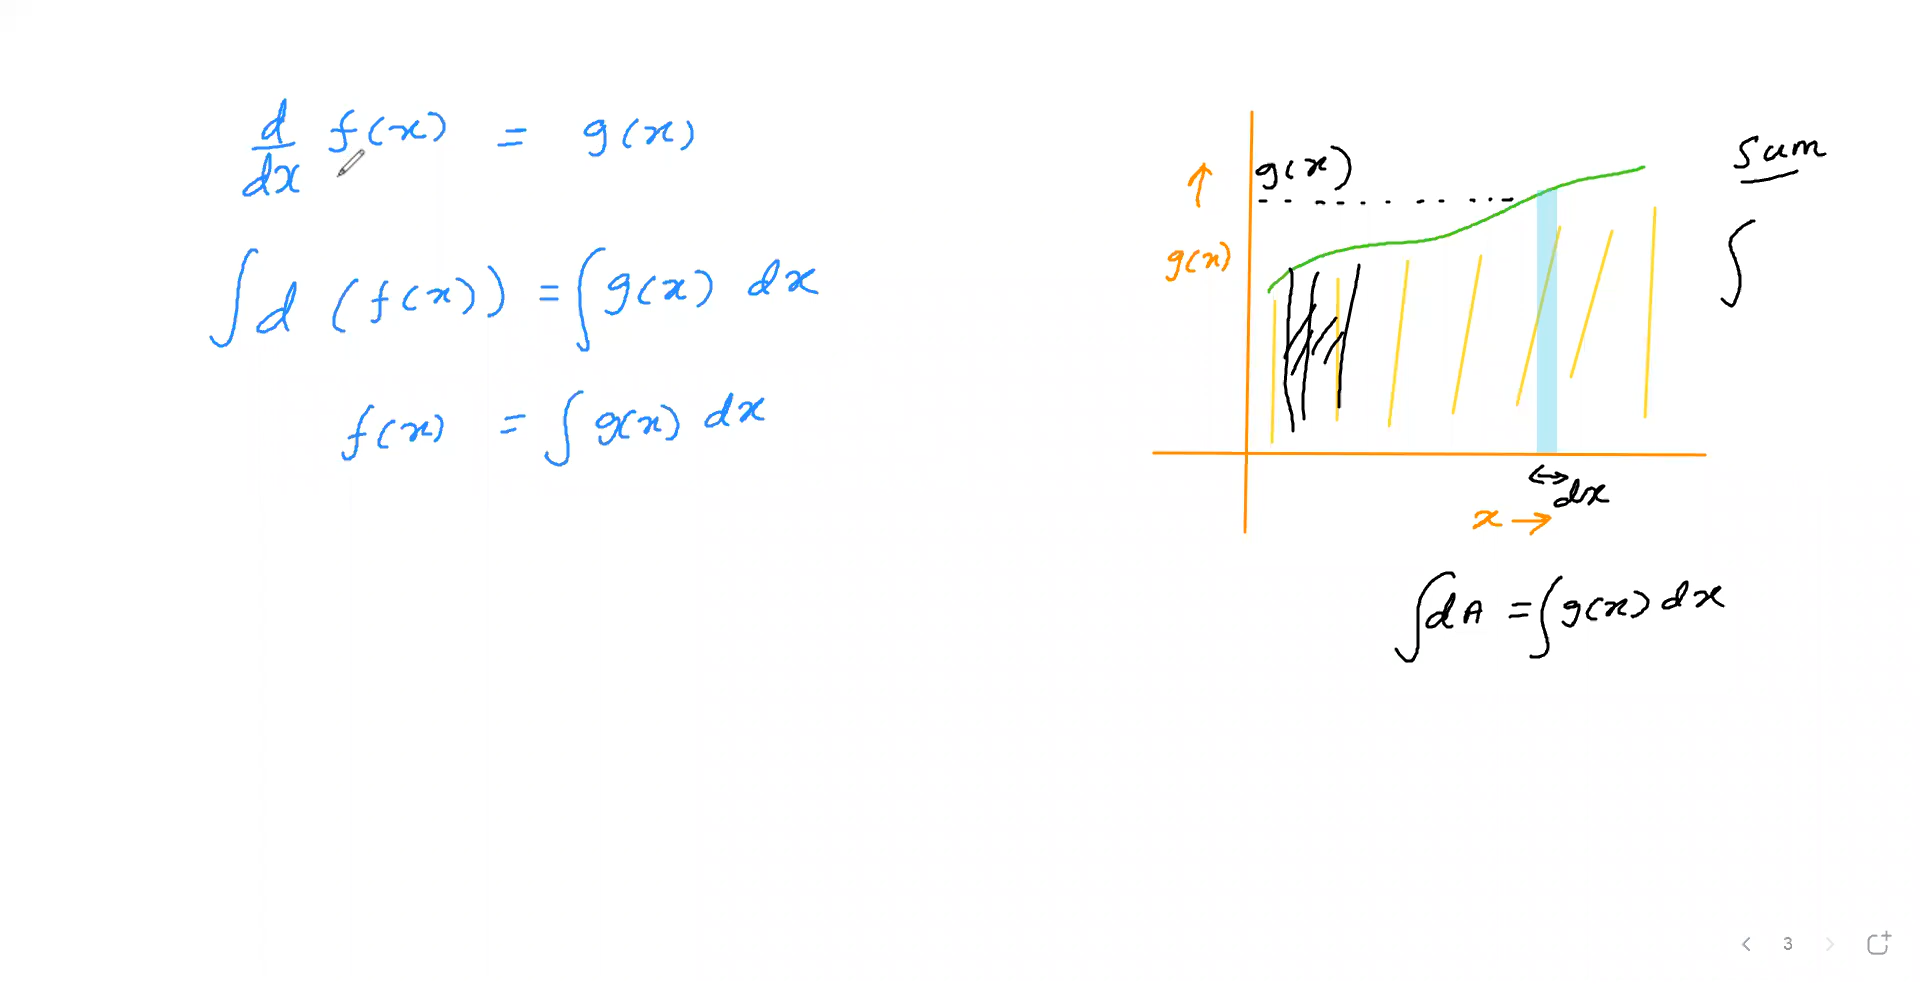 d/dx f(x) = g(x)
∫ d (f(x)) = ∫ g(x) dx
f(x) = ∫ g(x) dx
g(x)
Sum
g(x)
∫
dx
x →
∫ dA = ∫ g(x) dx
3